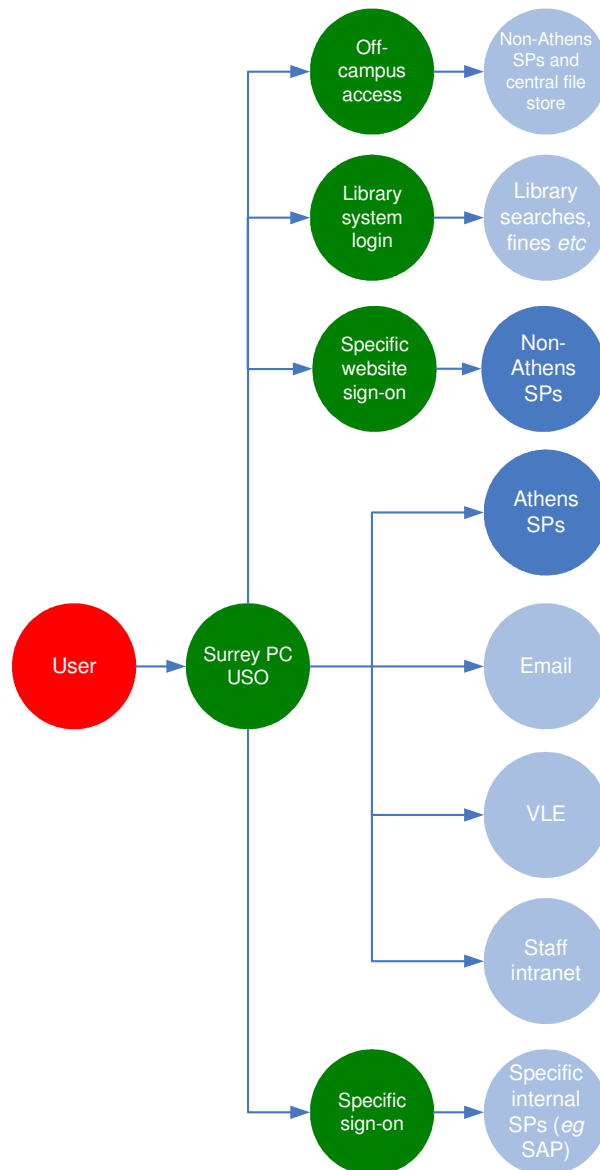 Off-
campus
access
Non-Athens
SPs and
central file
store
Library
system
login
Library
searches,
fines etc
Specific
website
sign-on
Non-
Athens
SPs
Athens
SPs
User
Surrey PC
USO
Email
VLE
Staff
intranet
Specific
sign-on
Specific
internal
SPs (eg
SAP)